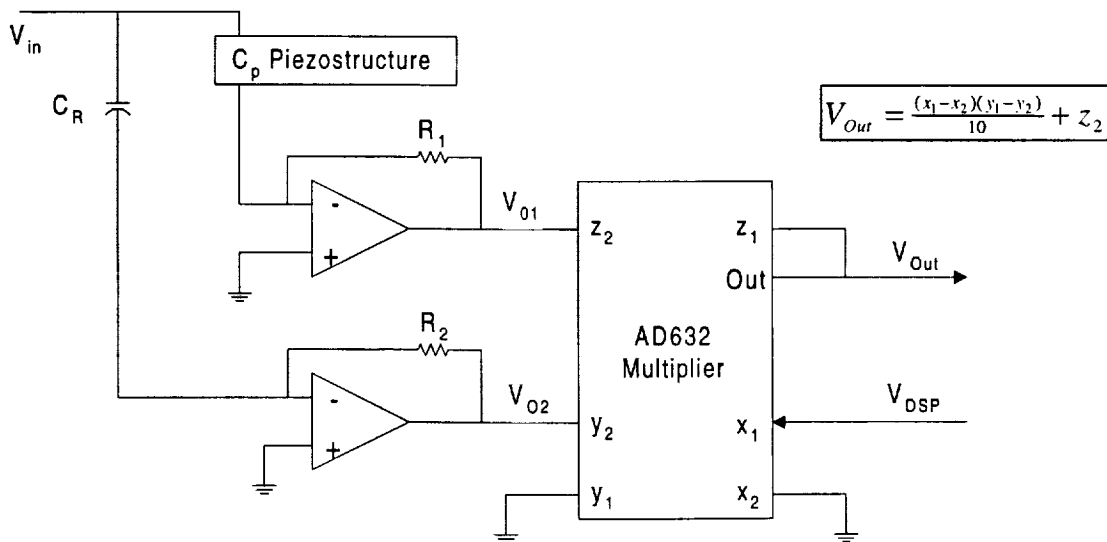 V_in
C_p Piezostructure
C_R
V_Out = (x_1-x_2)(y_1-y_2)/10 + z_2
R_1
-
+
V_01
z_2
z_1
V_Out
Out
R_2
AD632
Multiplier
-
+
V_O2
y_2
V_DSP
x_1
y_1
x_2